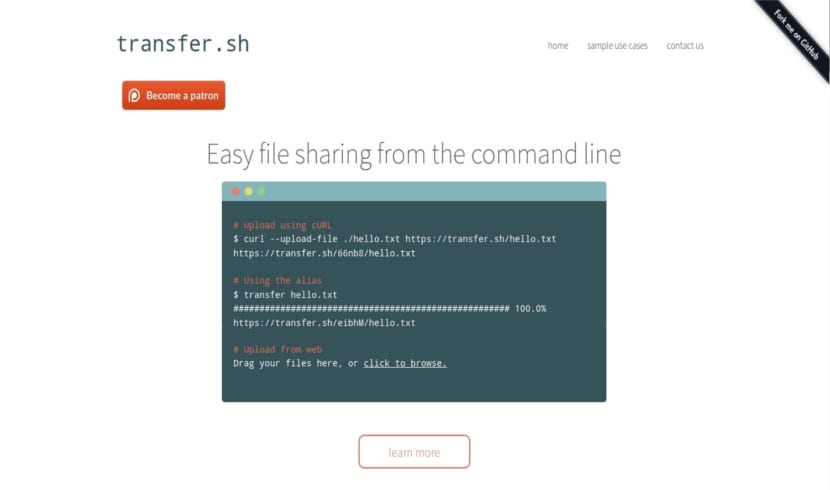 transfer.sh
home
sample use cases
contact us
Fork me on GitHub
Become a patron
Easy file sharing from the command line
# Upload using cURL
$ curl --upload-file ./hello.txt https://transfer.sh/hello.txt
https://transfer.sh/66nb8/hello.txt
# Using the alias
$ transfer hello.txt
##################################################### 100.0%
https://transfer.sh/eibhM/hello.txt
# Upload from web
Drag your files here, or click to browse.
learn more